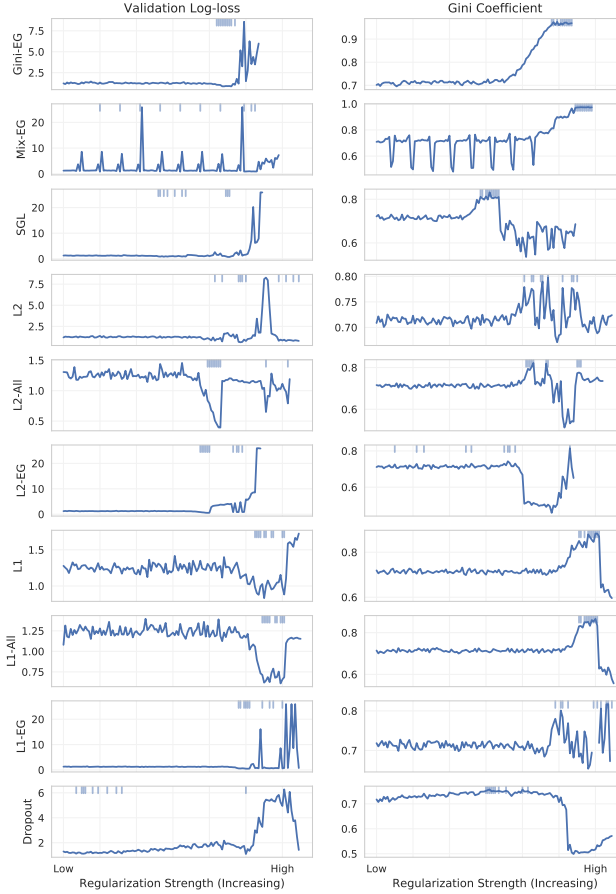 Validation Log-loss
Gini Coefficient
Gini-EG
7.5
5.0
2.5
0.9
0.8
0.7
Mix-EG
20
10
0
1.0
0.8
0.6
SGL
20
10
0
0.8
0.6
L2
7.5
5.0
2.5
0.80
0.75
0.70
L2-All
1.5
1.0
0.5
0.8
0.6
L2-EG
20
10
0
0.8
0.6
L1
1.5
1.0
0.8
0.6
L1-All
1.25
1.00
0.75
0.8
0.6
L1-EG
20
10
0
0.8
0.7
Dropout
6
4
2
0.7
0.6
0.5
Low
High
Low
High
Regularization Strength (Increasing)
Regularization Strength (Increasing)